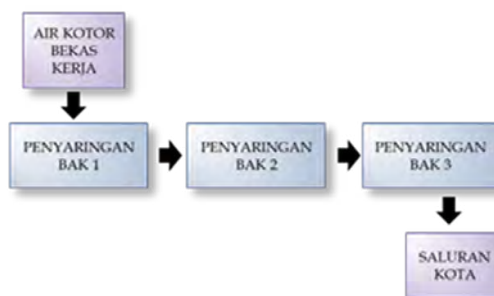 AIR KOTOR
BEKAS
KERJA
PENYARINGAN
BAK 1
PENYARINGAN
BAK 2
PENYARINGAN
BAK 3
SALURAN
KOTA